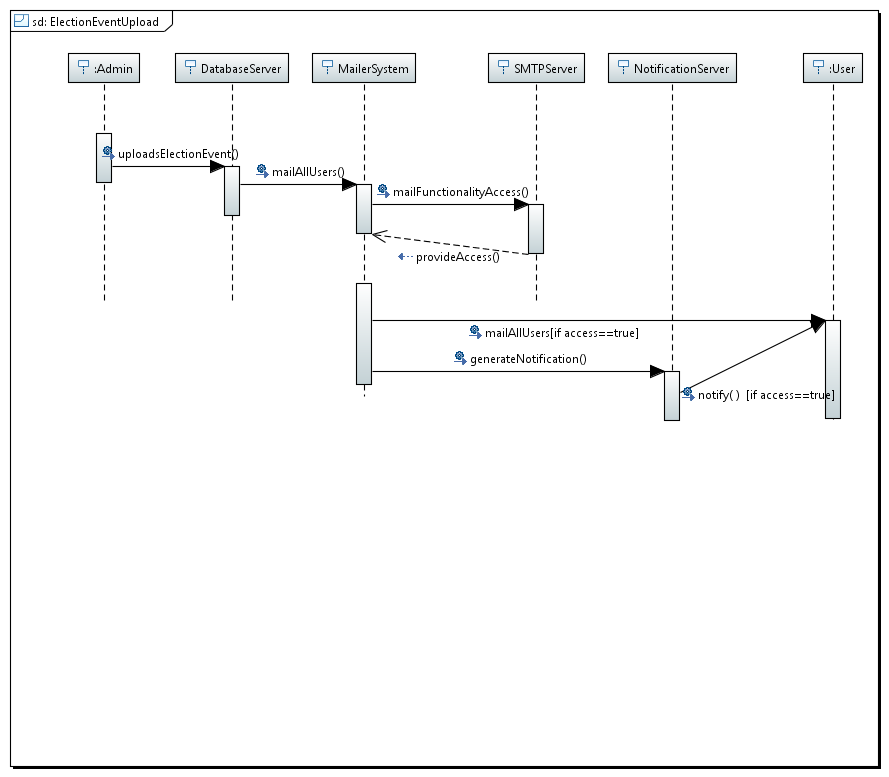 sd: ElectionEventUpload
:Admin
DatabaseServer
MailerSystem
SMTPServer
NotificationServer
:User
uploadsElectionEvent()
mailAllUsers()
mailFunctionalityAccess()
provideAccess()
mailAllUsers[if access==true]
generateNotification()
notify( ) [if access==true]